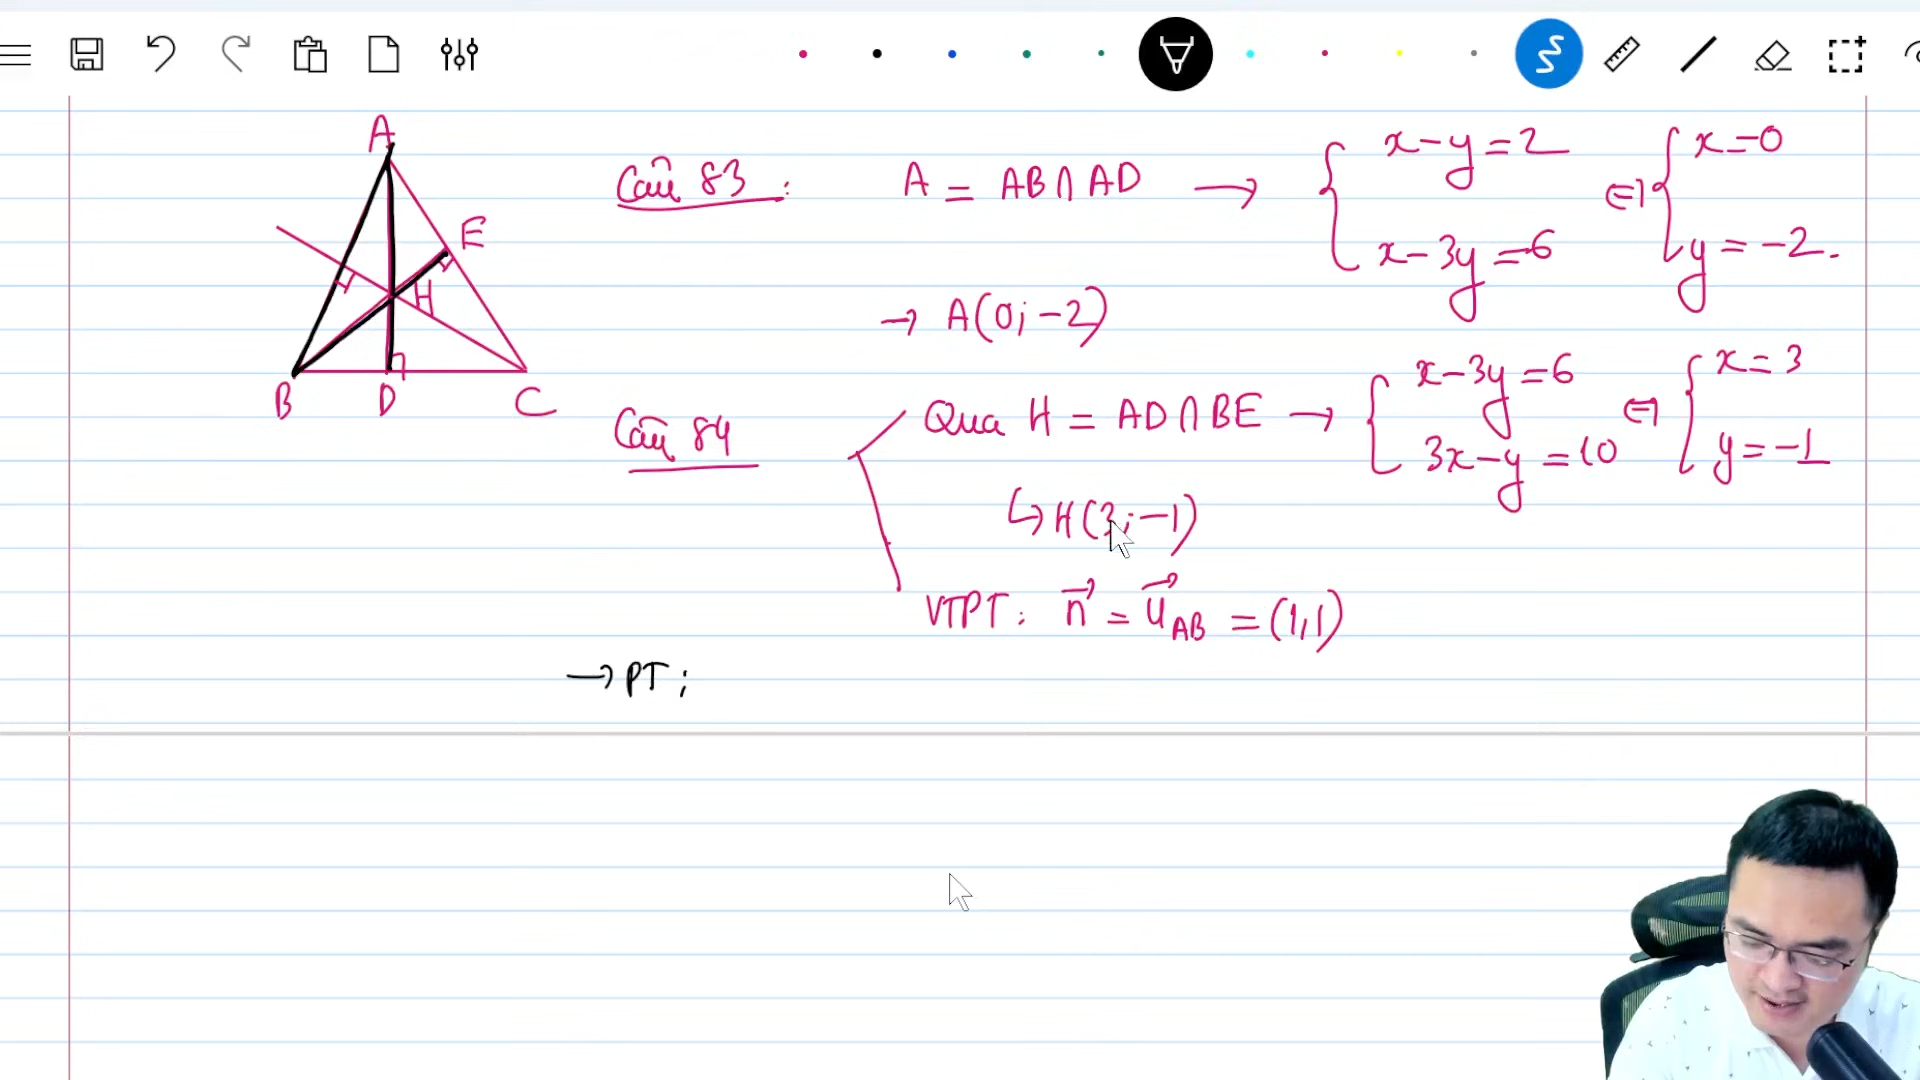 A
E
H
B D C
Câu 83 : A = AB ∩ AD → { x - y = 2 ; x - 3y = 6 ⇔ { x = 0 ; y = -2.
→ A(0; -2)
Câu 84 Qua H = AD ∩ BE → { x - 3y = 6 ; 3x - y = 10 ⇔ { x = 3 ; y = -1
↳ H(3; -1)
VTPT : n⃗ = u⃗AB = (1,1)
→ PT :